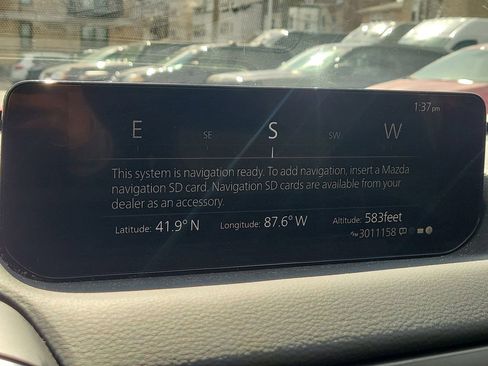 1:37pm
E SE S SW W
This system is navigation ready. To add navigation, insert a Mazda
navigation SD card. Navigation SD cards are available from your
dealer as an accessory.
Latitude: 41.9° N Longitude: 87.6° W Altitude: 583feet
3011158